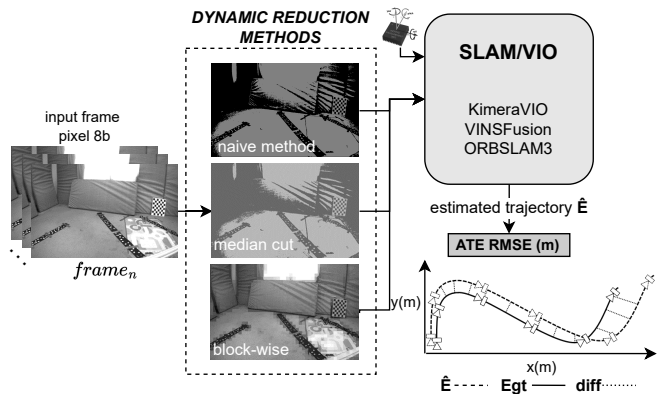 DYNAMIC REDUCTION
METHODS
input frame
pixel 8b
frame_n
naive method
median cut
block-wise
SLAM/VIO
KimeraVIO
VINSFusion
ORBSLAM3
estimated trajectory Ê
ATE RMSE (m)
y(m)
x(m)
Ê Egt diff